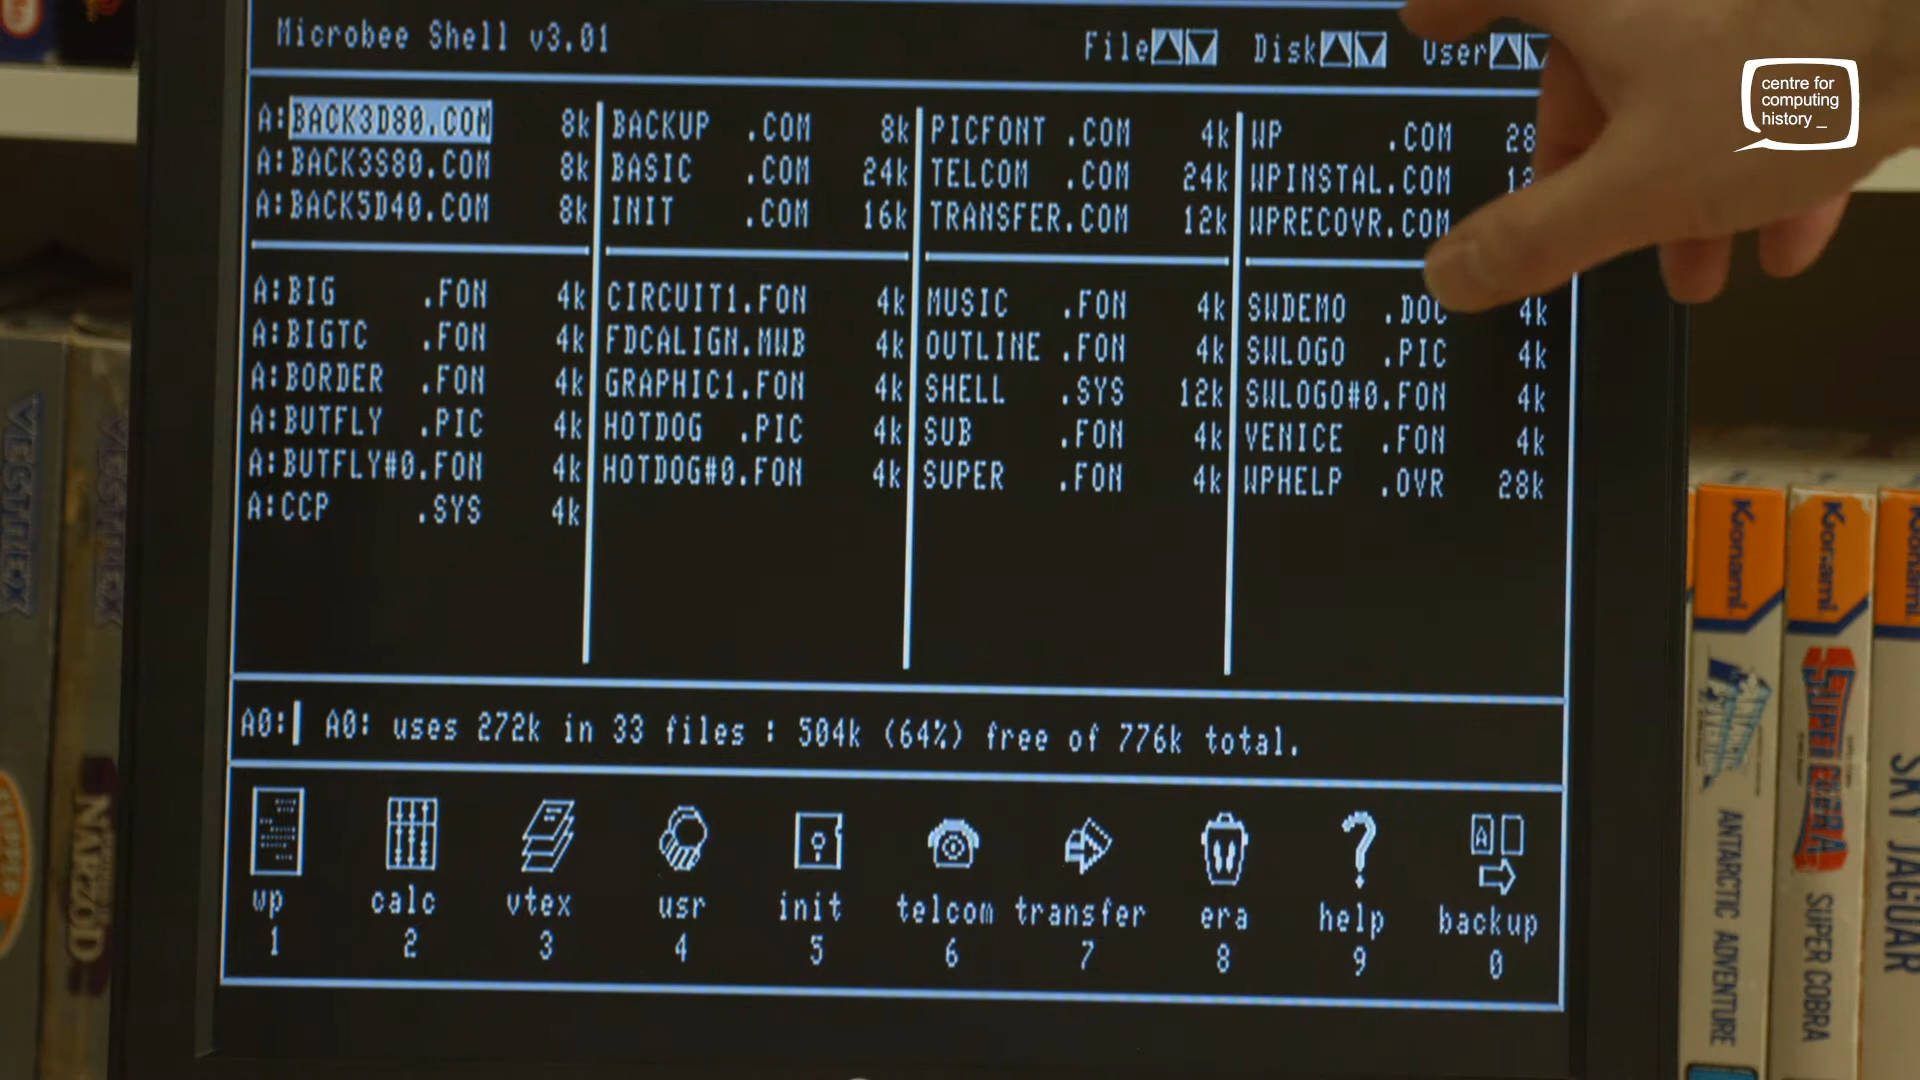 Microbee Shell v3.01 File Disk User
A:BACK3D80.COM 8k BACKUP .COM 8k PICFONT .COM 4k WP .COM 28
A:BACK3S80.COM 8k BASIC .COM 24k TELCOM .COM 24k WPINSTAL.COM
A:BACK5D40.COM 8k INIT .COM 16k TRANSFER.COM 12k WPRECOVR.COM
A:BIG .FON 4k CIRCUIT1.FON 4k MUSIC .FON 4k SWDEMO .DOC 4k
A:BIGTC .FON 4k FDCALIGN.MWB 4k OUTLINE .FON 4k SWLOGO .PIC 4k
A:BORDER .FON 4k GRAPHIC1.FON 4k SHELL .SYS 12k SWLOGO#0.FON 4k
A:BUTFLY .PIC 4k HOTDOG .PIC 4k SUB .FON 4k VENICE .FON 4k
A:BUTFLY#0.FON 4k HOTDOG#0.FON 4k SUPER .FON 4k WPHELP .OVR 28k
A:CCP .SYS 4k
A0: A0: uses 272k in 33 files : 504k (64%) free of 776k total.
A
wp calc vtex usr init telcom transfer era help backup
1 2 3 4 5 6 7 8 9 0
centre for
computing
history _
VECTREX
VECTREX
NARZOD
Konami
ANTARCTIC ADVENTURE
Konami
SUPER COBRA
SUPER COBRA
Konami
SKY JAGUAR